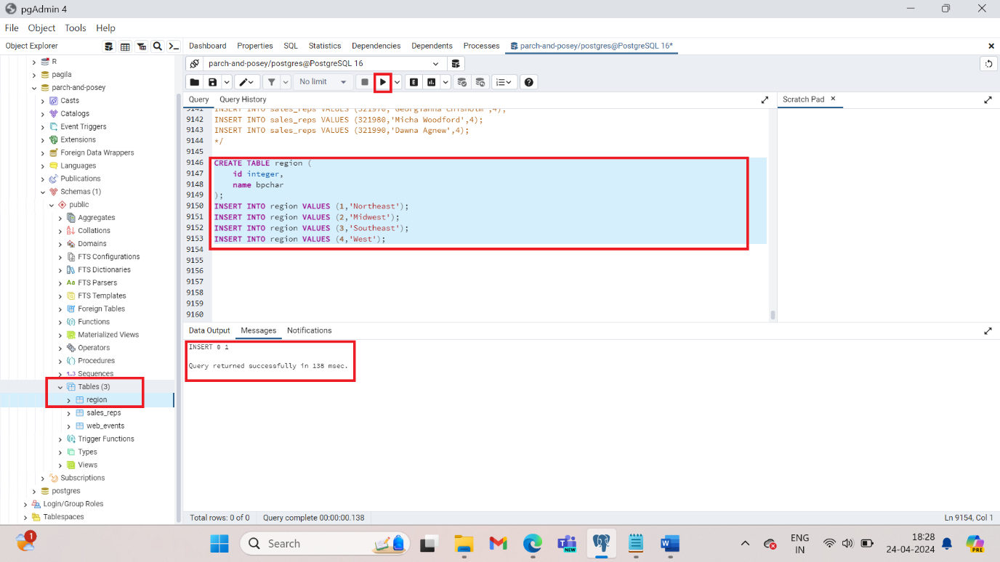 pgAdmin 4
File Object Tools Help
Object Explorer
Dashboard Properties SQL Statistics Dependencies Dependents Processes parch-and-posey/postgres@PostgreSQL 16*
R
pagila
parch-and-posey
Casts
Catalogs
Event Triggers
Extensions
Foreign Data Wrappers
Languages
Publications
Schemas (1)
public
Aggregates
Collations
Domains
FTS Configurations
FTS Dictionaries
Aa FTS Parsers
FTS Templates
Foreign Tables
Functions
Materialized Views
Operators
Procedures
1..3 Sequences
Tables (3)
region
sales_reps
web_events
Trigger Functions
Types
Views
Subscriptions
postgres
Login/Group Roles
Tablespaces
parch-and-posey/postgres@PostgreSQL 16
No limit
E
Query Query History
Scratch Pad
9141 INSERT INTO sales_reps VALUES (321970,'Georgianna Chisholm',4);
9142 INSERT INTO sales_reps VALUES (321980,'Micha Woodford',4);
9143 INSERT INTO sales_reps VALUES (321990,'Dawna Agnew',4);
9144 */
9145
9146 CREATE TABLE region (
9147 id integer,
9148 name bpchar
9149 );
9150 INSERT INTO region VALUES (1,'Northeast');
9151 INSERT INTO region VALUES (2,'Midwest');
9152 INSERT INTO region VALUES (3,'Southeast');
9153 INSERT INTO region VALUES (4,'West');
9154
9155
9156
9157
9158
9159
9160
Data Output Messages Notifications
INSERT 0 1
Query returned successfully in 138 msec.
Total rows: 0 of 0 Query complete 00:00:00.138 Ln 9154, Col 1
1
Search
NEW
ENG
IN
18:28
24-04-2024
PRE